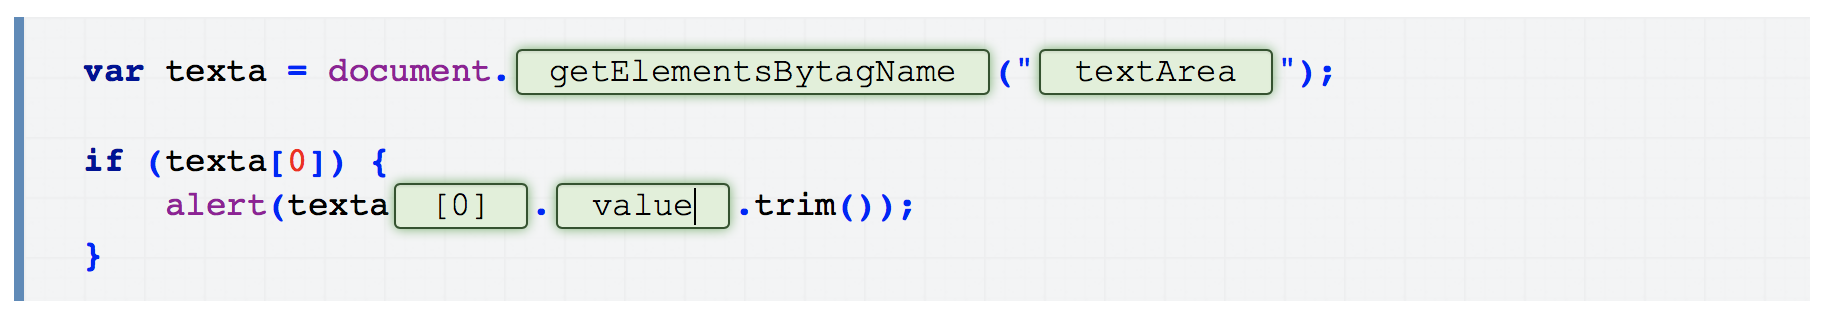 var texta = document. getElementsBytagName (" textArea ");
if (texta[0]) {
alert(texta [0] . value .trim());
}